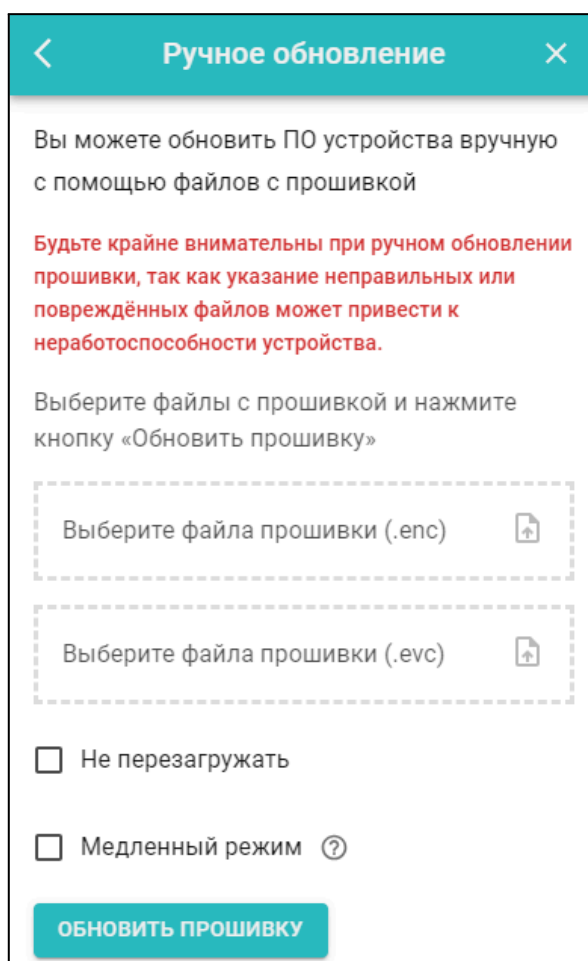 Ручное обновление
Вы можете обновить ПО устройства вручную
с помощью файлов с прошивкой
Будьте крайне внимательны при ручном обновлении
прошивки, так как указание неправильных или
повреждённых файлов может привести к
неработоспособности устройства.
Выберите файлы с прошивкой и нажмите
кнопку «Обновить прошивку»
Выберите файла прошивки (.enc)
Выберите файла прошивки (.evc)
Не перезагружать
Медленный режим ?
ОБНОВИТЬ ПРОШИВКУ